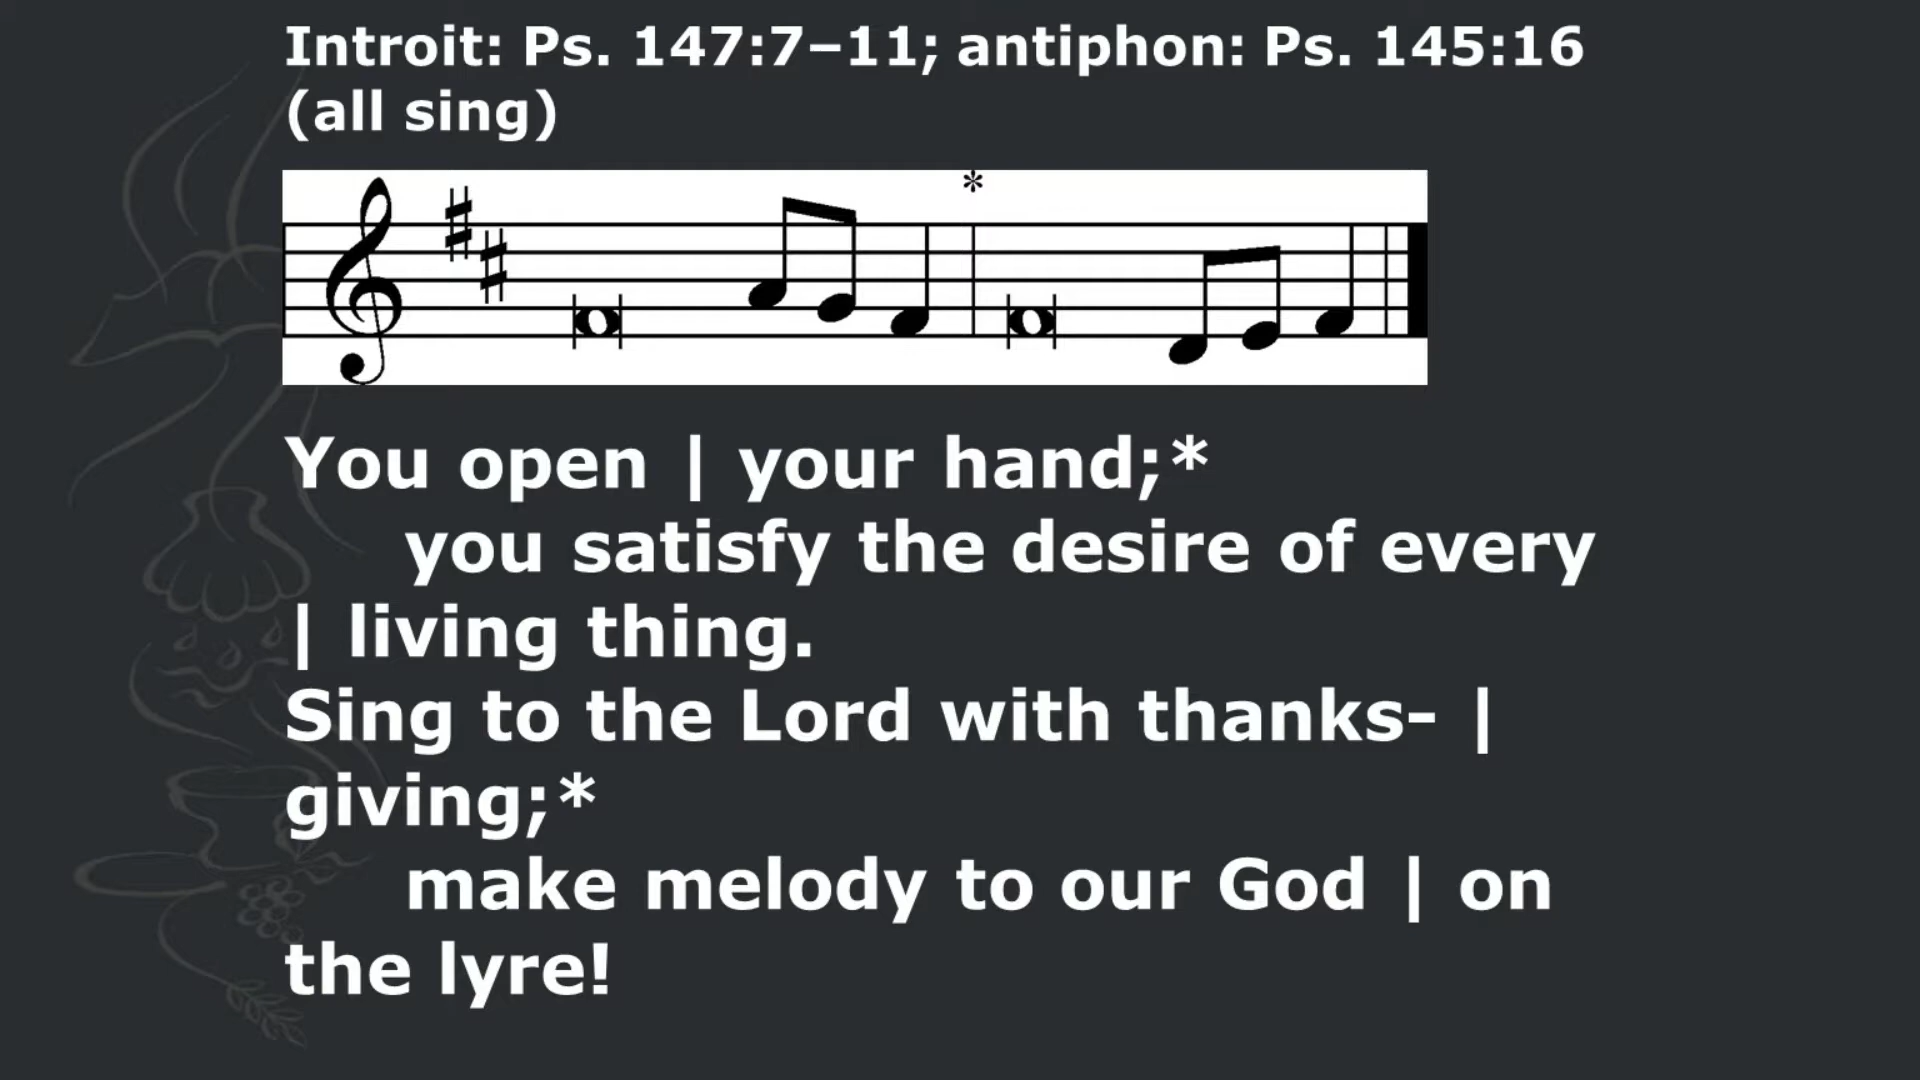 Introit: Ps. 147:7–11; antiphon: Ps. 145:16
(all sing)
*
You open | your hand;*
you satisfy the desire of every
| living thing.
Sing to the Lord with thanks- |
giving;*
make melody to our God | on
the lyre!